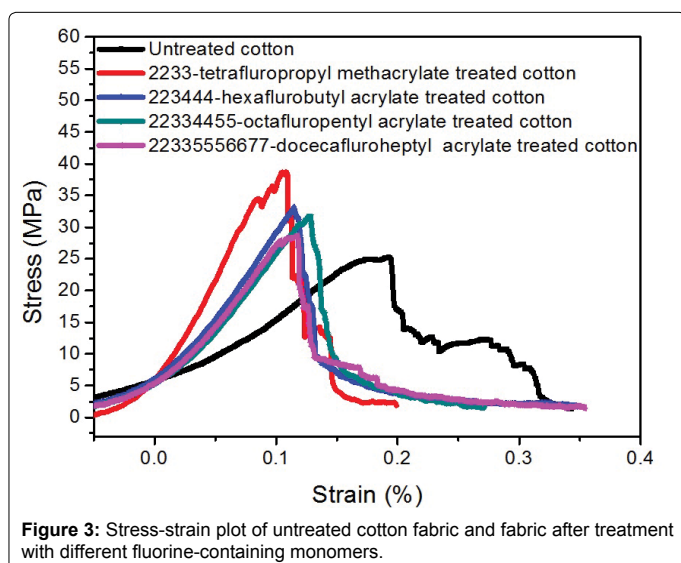 60
55
50
45
40
35
30
25
20
15
10
5
0
Stress (MPa)
Untreated cotton
2233-tetrafluropropyl methacrylate treated cotton
223444-hexaflurobutyl acrylate treated cotton
22334455-octafluropentyl acrylate treated cotton
22335556677-docecafluroheptyl acrylate treated cotton
0.0 0.1 0.2 0.3 0.4
Strain (%)
Figure 3: Stress-strain plot of untreated cotton fabric and fabric after treatment
with different fluorine-containing monomers.